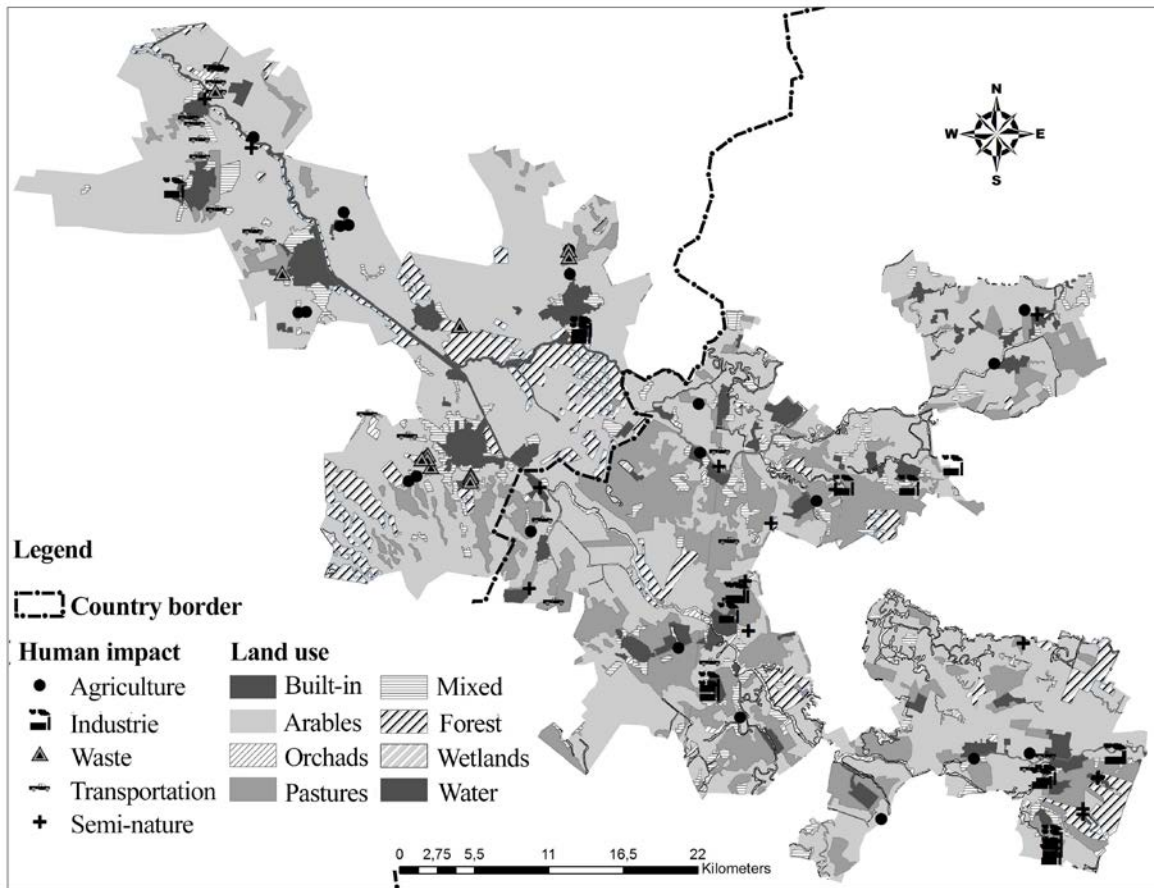 N
W E
S
Legend
Country border
Human impact
Agriculture
Industrie
Waste
Transportation
Semi-nature
Land use
Built-in
Arables
Orchads
Pastures
Mixed
Forest
Wetlands
Water
0 2,75 5,5 11 16,5 22
Kilometers